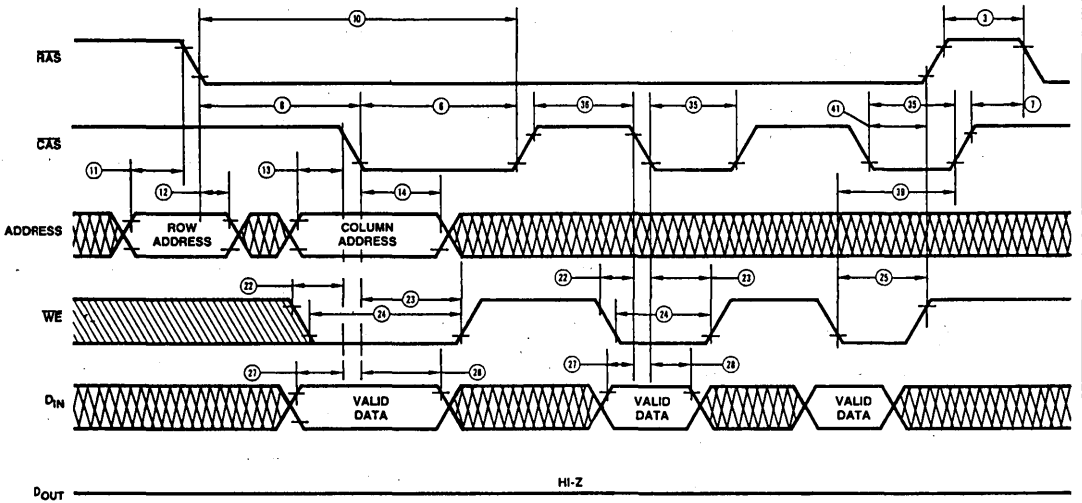 10
3
RAS
8
6
36
35
41
35
7
CAS
11
13
12
14
39
ADDRESS
ROW
ADDRESS
COLUMN
ADDRESS
22
23
22
23
25
24
24
WE
27
28
27
28
DIN
VALID
DATA
VALID
DATA
VALID
DATA
HI-Z
DOUT